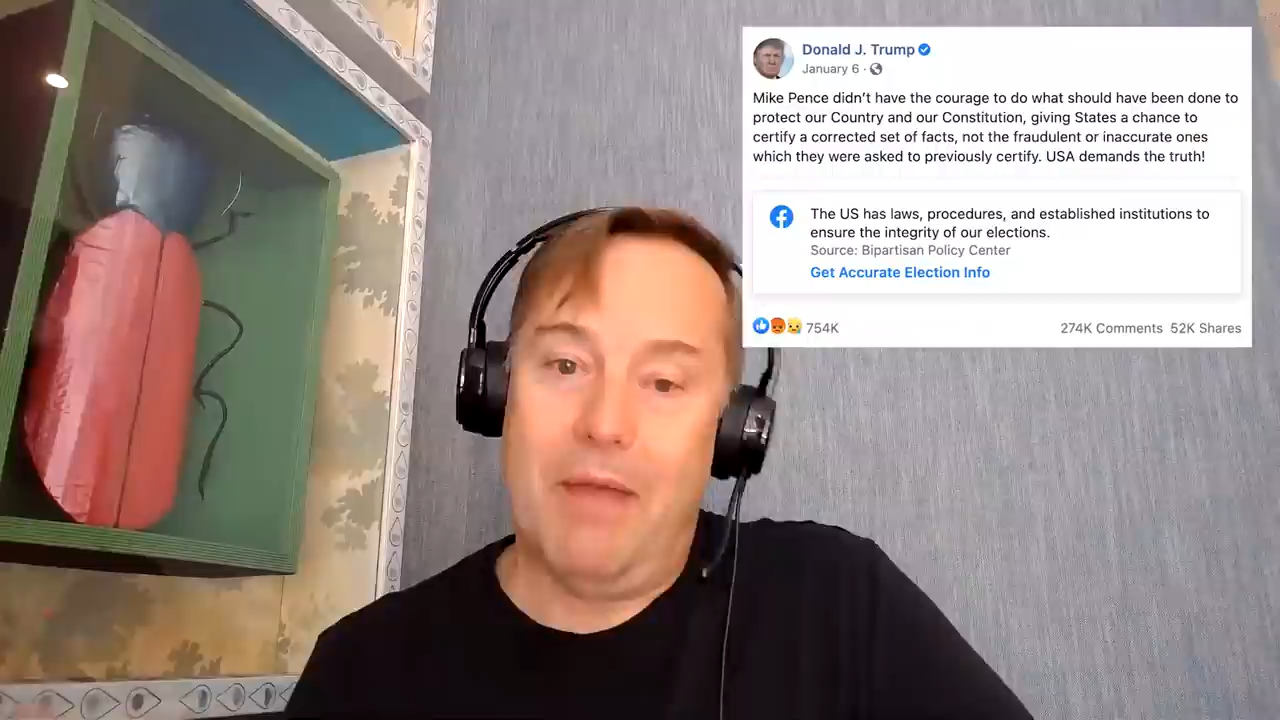 Donald J. Trump
January 6 ·
Mike Pence didn't have the courage to do what should have been done to
protect our Country and our Constitution, giving States a chance to
certify a corrected set of facts, not the fraudulent or inaccurate ones
which they were asked to previously certify. USA demands the truth!
The US has laws, procedures, and established institutions to
ensure the integrity of our elections.
Source: Bipartisan Policy Center
Get Accurate Election Info
754K
274K Comments 52K Shares